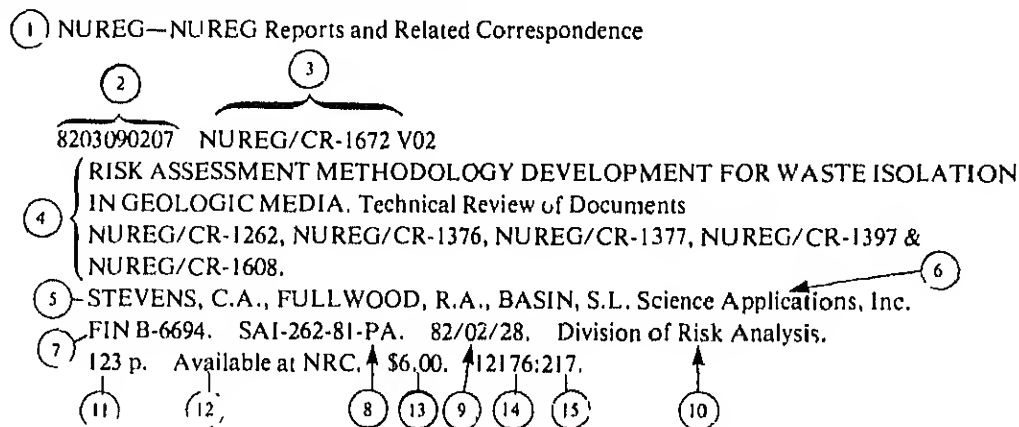 1 NUREG—NUREG Reports and Related Correspondence
2 3
8203090207 NUREG/CR-1672 V02
RISK ASSESSMENT METHODOLOGY DEVELOPMENT FOR WASTE ISOLATION
4 IN GEOLOGIC MEDIA. Technical Review of Documents
NUREG/CR-1262, NUREG/CR-1376, NUREG/CR-1377, NUREG/CR-1397 &
NUREG/CR-1608.
6
5 STEVENS, C.A., FULLWOOD, R.A., BASIN, S.L. Science Applications, Inc.
7 FIN B-6694. SAI-262-81-PA. 82/02/28. Division of Risk Analysis.
123 p. Available at NRC. $6.00. 12176:217.
11 12 8 13 9 14 15 10